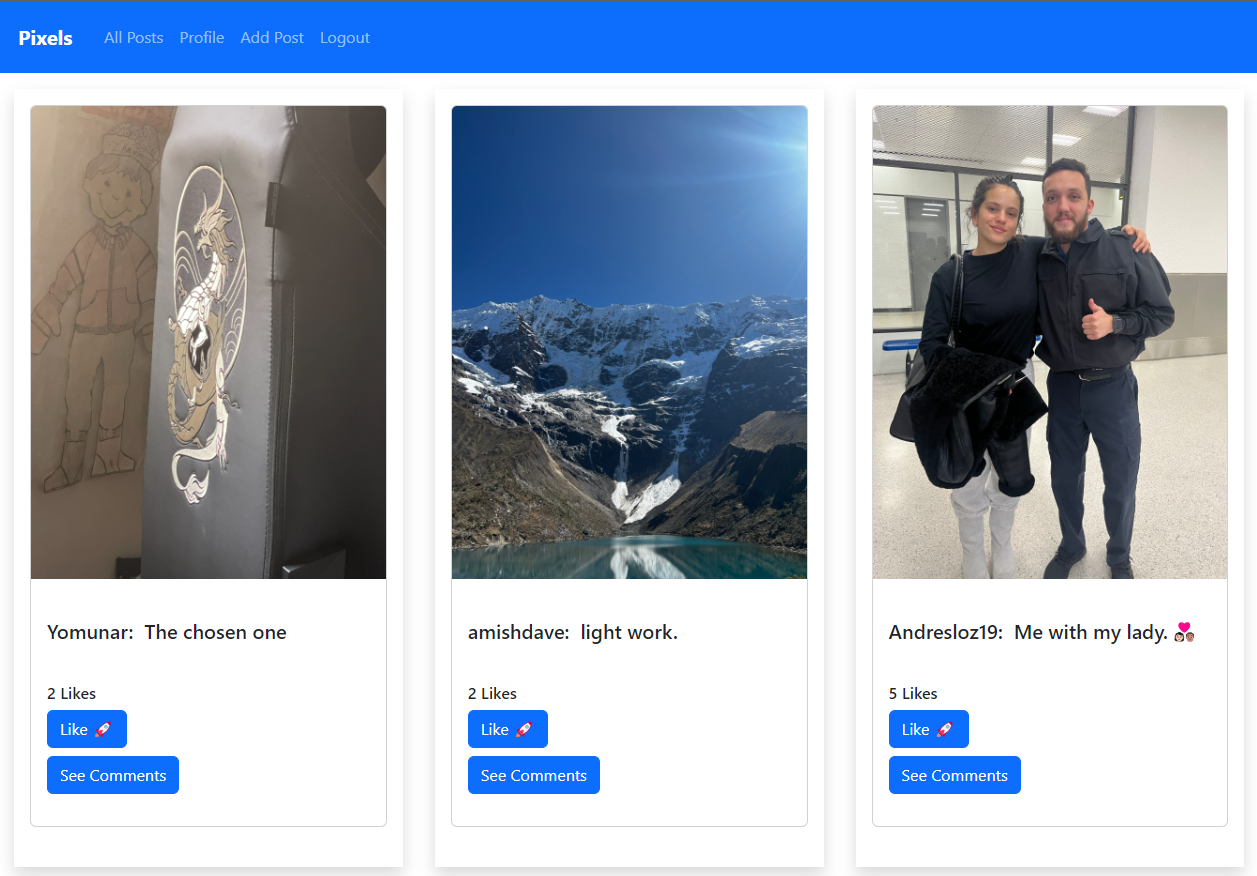 Pixels All Posts Profile Add Post Logout
Yomunar: The chosen one
2 Likes
Like 🚀
See Comments
amishdave: light work.
2 Likes
Like 🚀
See Comments
Andresloz19: Me with my lady. 💑
5 Likes
Like 🚀
See Comments